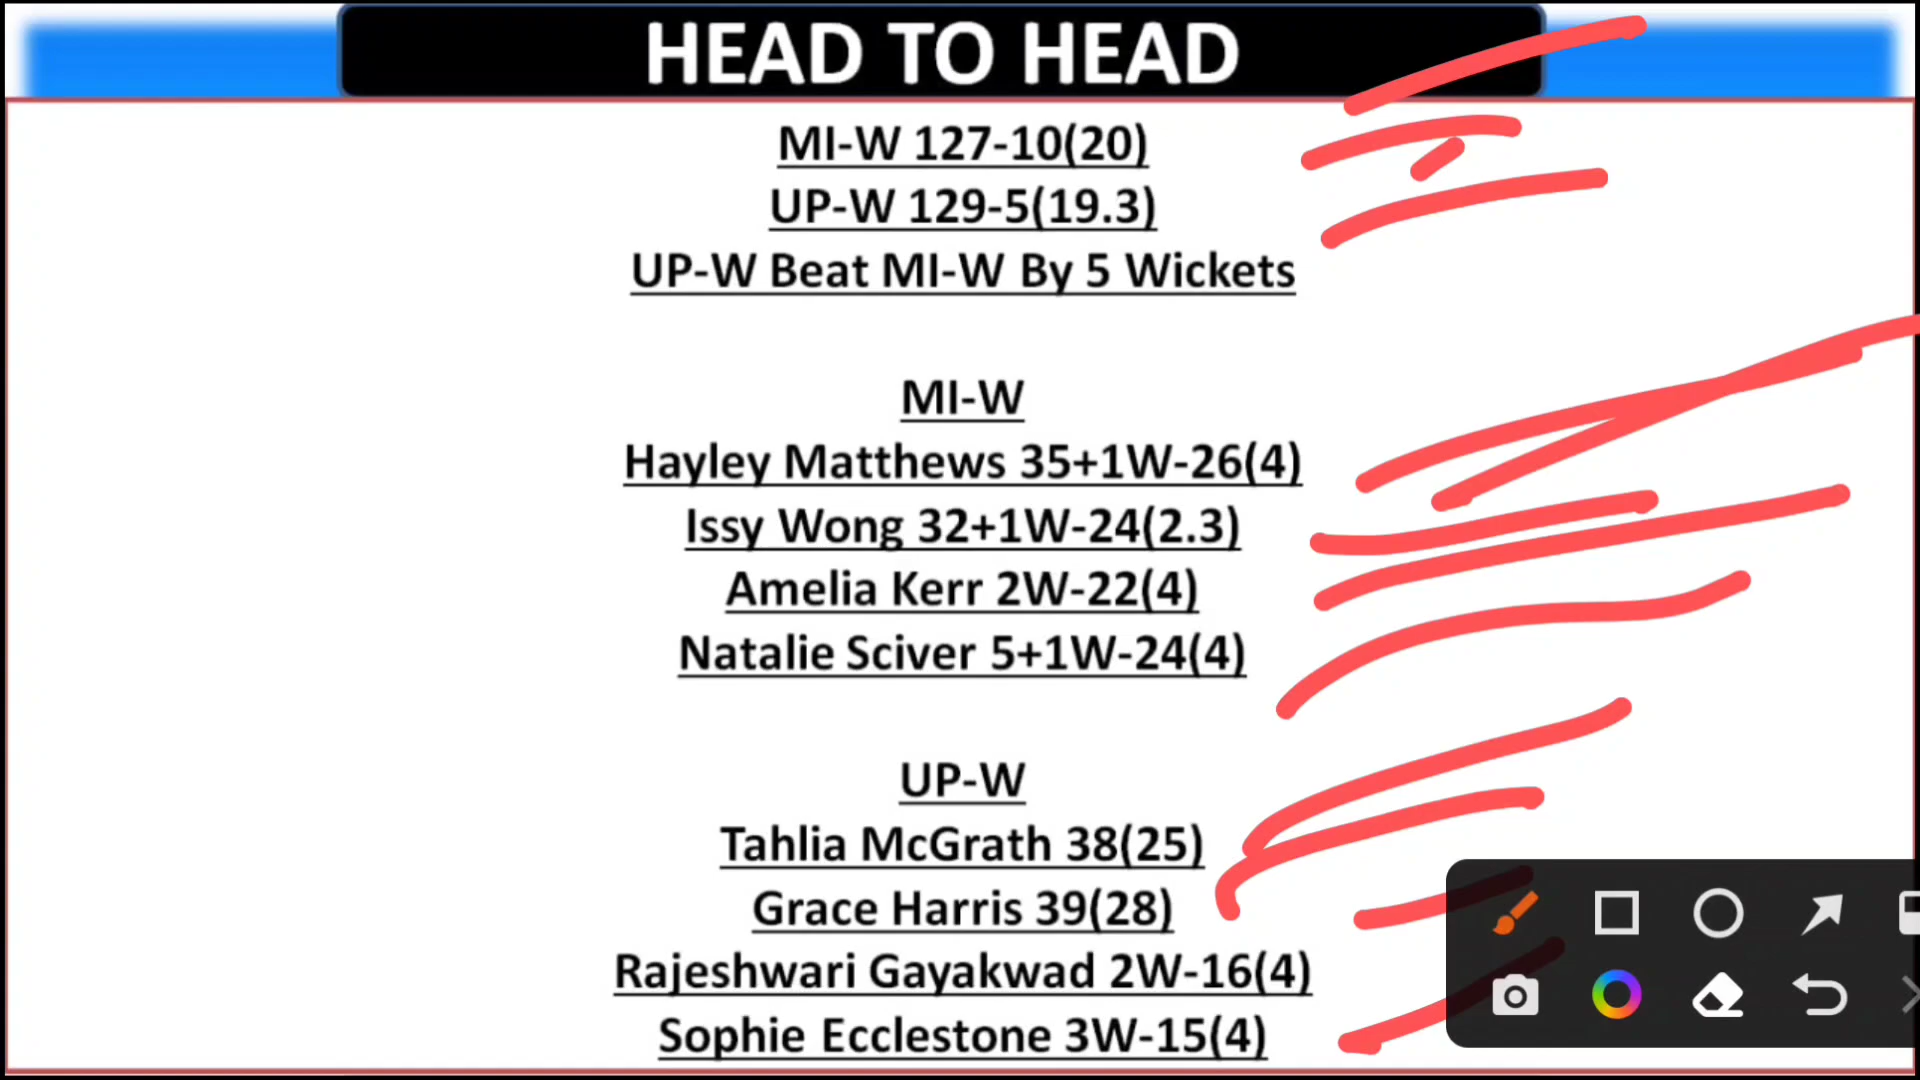 HEAD TO HEAD
MI-W 127-10(20)
UP-W 129-5(19.3)
UP-W Beat MI-W By 5 Wickets
MI-W
Hayley Matthews 35+1W-26(4)
Issy Wong 32+1W-24(2.3)
Amelia Kerr 2W-22(4)
Natalie Sciver 5+1W-24(4)
UP-W
Tahlia McGrath 38(25)
Grace Harris 39(28)
Rajeshwari Gayakwad 2W-16(4)
Sophie Ecclestone 3W-15(4)